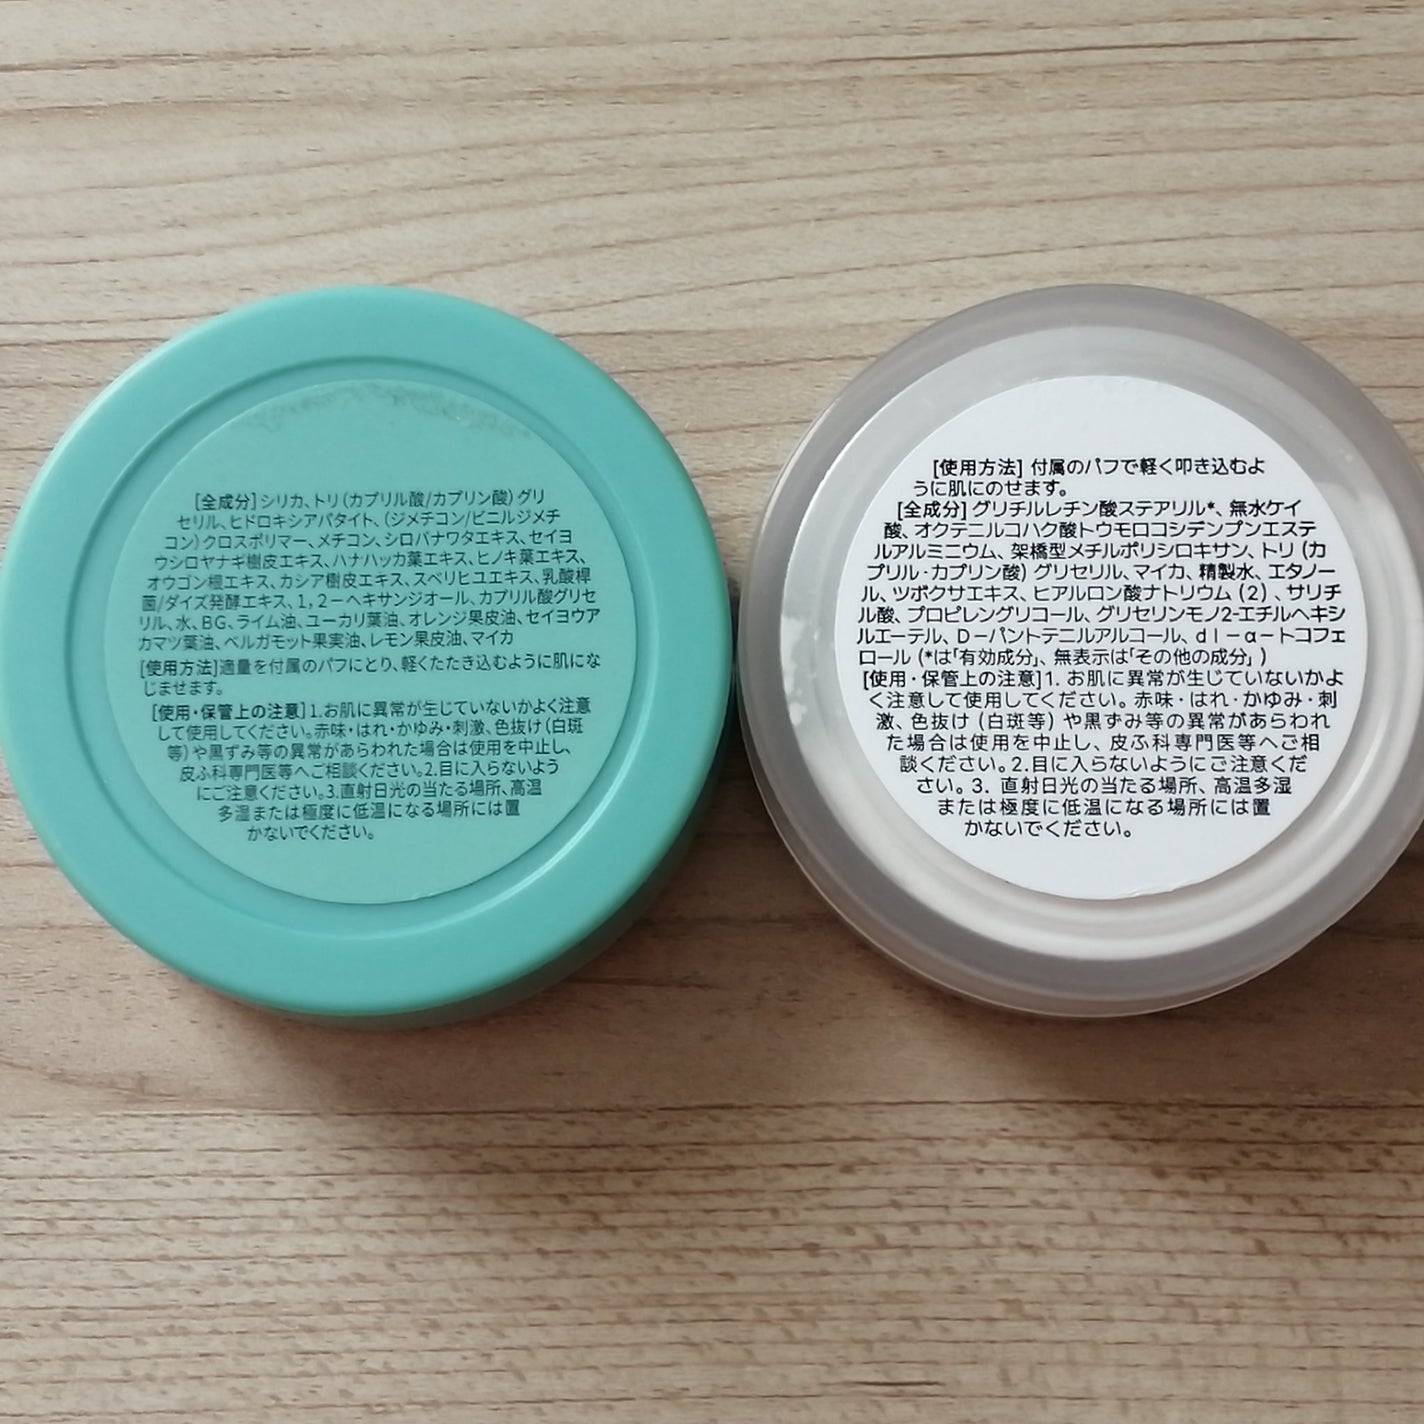 [全成分]シリカ、トリ(カプリル酸/カプリン酸)グリ
セリル、ヒドロキシアパタイト、(ジメチコン/ビニルジメチ
コン)クロスポリマー、メチコン、シロバナワタエキス、セイヨ
ウシロヤナギ樹皮エキス、ハナハッカ葉エキス、ヒノキ葉エキス、
オウゴン根エキス、カシア樹皮エキス、スベリヒユエキス、乳酸桿
菌/ダイズ発酵エキス、1,2-ヘキサンジオール、カプリル酸グリセ
リル、水、BG、ライム油、ユーカリ葉油、オレンジ果皮油、セイヨウア
カマツ葉油、ベルガモット果実油、レモン果皮油、マイカ
[使用方法]適量を付属のパフにとり、軽くたたき込むように肌にな
じませます。
[使用・保管上の注意]1.お肌に異常が生じていないかよく注意
して使用してください。赤味・はれ・かゆみ・刺激、色抜け(白斑
等)や黒ずみ等の異常があらわれた場合は使用を中止し、
皮ふ科専門医等へご相談ください。2.目に入らないよう
にご注意ください。3.直射日光の当たる場所、高温
多湿または極度に低温になる場所には置
かないでください。
[使用方法] 付属のパフで軽く叩き込むよ
うに肌にのせます。
[全成分] グリチルレチン酸ステアリル*、無水ケイ
酸、オクテニルコハク酸トウモロコシデンプンエステ
ルアルミニウム、架橋型メチルポリシロキサン、トリ (カ
プリル・カプリン酸) グリセリル、マイカ、精製水、エタノー
ル、ツボクサエキス、ヒアルロン酸ナトリウム (2) 、サリチ
ル酸、プロピレングリコール、グリセリンモノ2-エチルヘキシ
ルエーテル、D-パントテニルアルコール、dl-α-トコフェ
ロール (*は「有効成分」、無表示は「その他の成分」)
[使用・保管上の注意] 1. お肌に異常が生じていないかよ
く注意して使用してください。赤味・はれ・かゆみ・刺
激、色抜け (白斑等) や黒ずみ等の異常があらわれ
た場合は使用を中止し、皮ふ科専門医等へご相
談ください。2.目に入らないようにご注意くだ
さい。3. 直射日光の当たる場所、高温多湿
または極度に低温になる場所には置
かないでください。